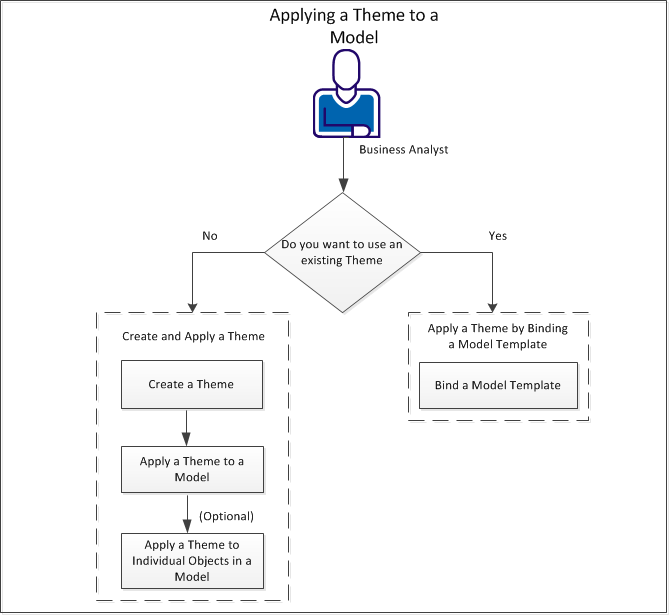 Applying a Theme to a
Model
Business Analyst
Do you want to use an
existing Theme
No
Yes
Create and Apply a Theme
Create a Theme
Apply a Theme to a
Model
(Optional)
Apply a Theme to
Individual Objects in a
Model
Apply a Theme by Binding
a Model Template
Bind a Model Template